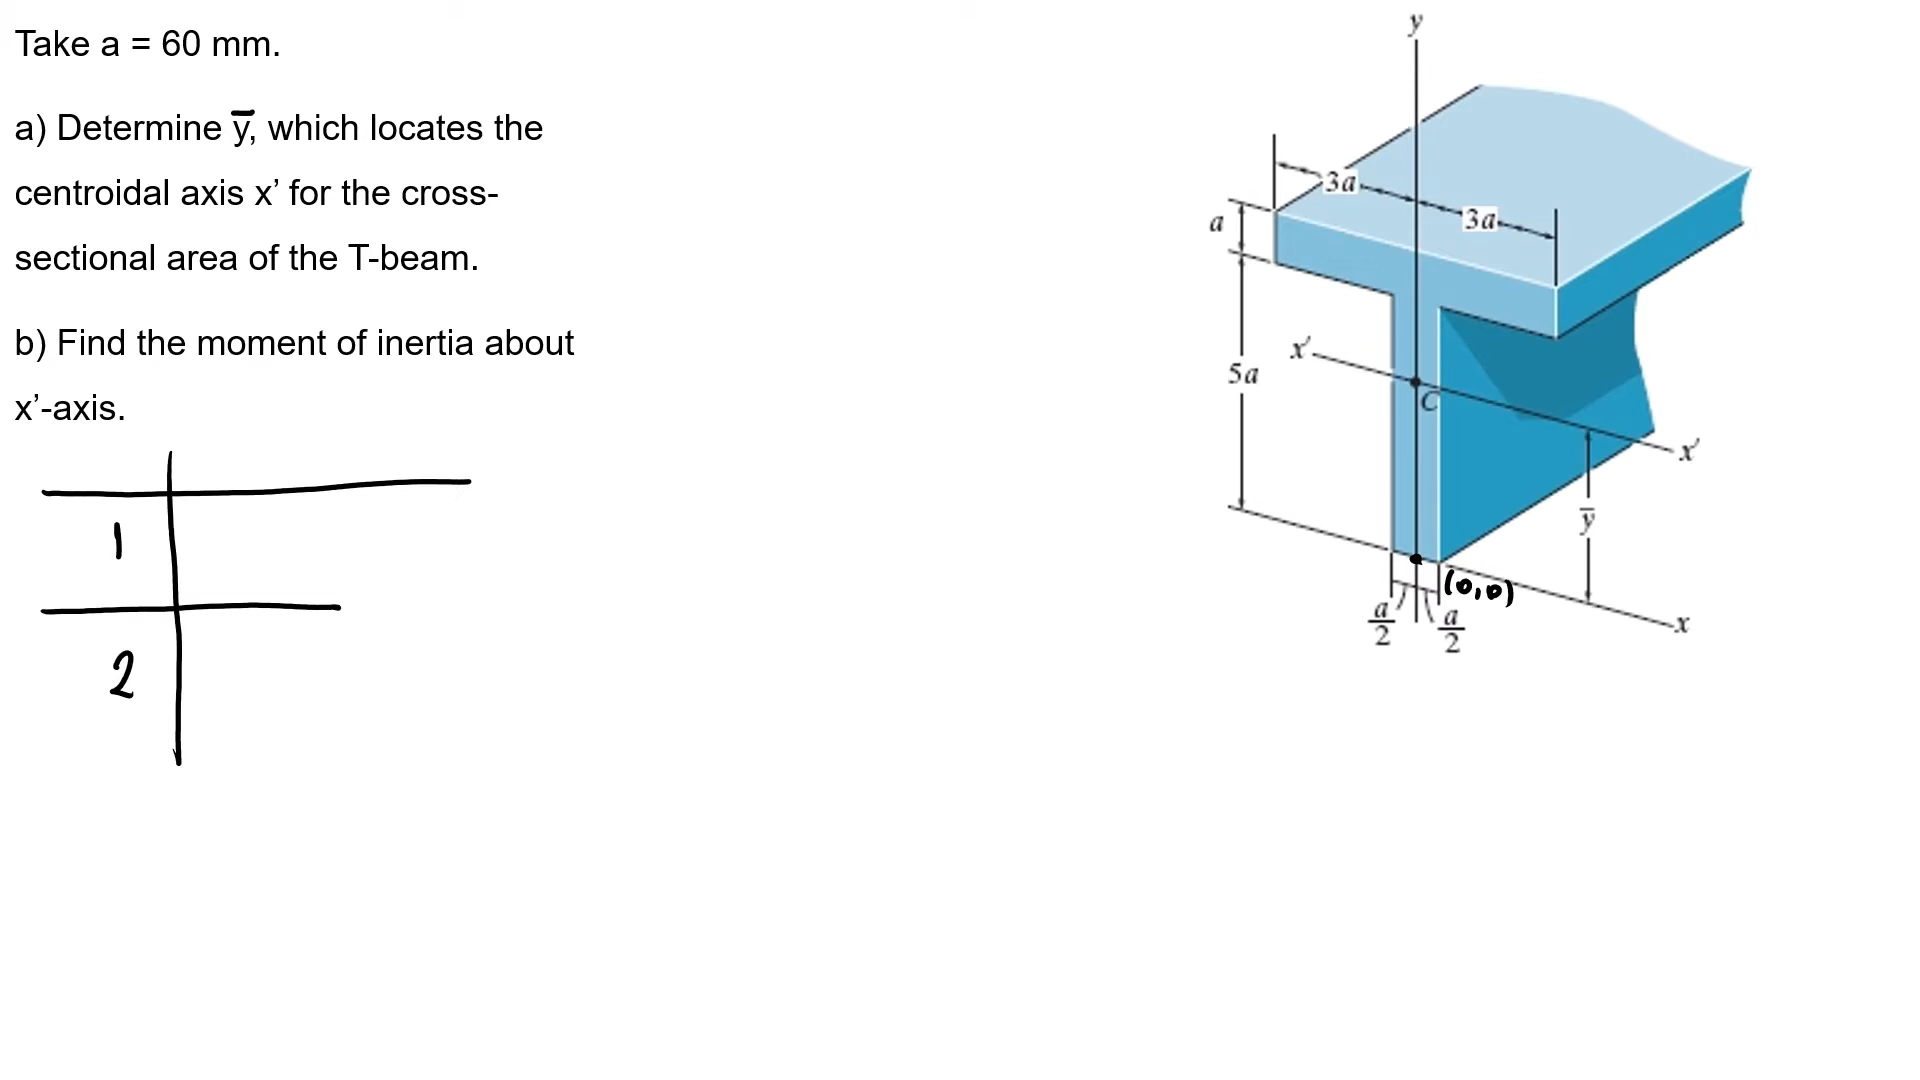 Take a = 60 mm.
a) Determine y̅, which locates the
centroidal axis x’ for the cross-
sectional area of the T-beam.
b) Find the moment of inertia about
x’-axis.
1
2
y
3a
3a
a
x'
5a
C
x'
y̅
(0,0)
a/2
a/2
x